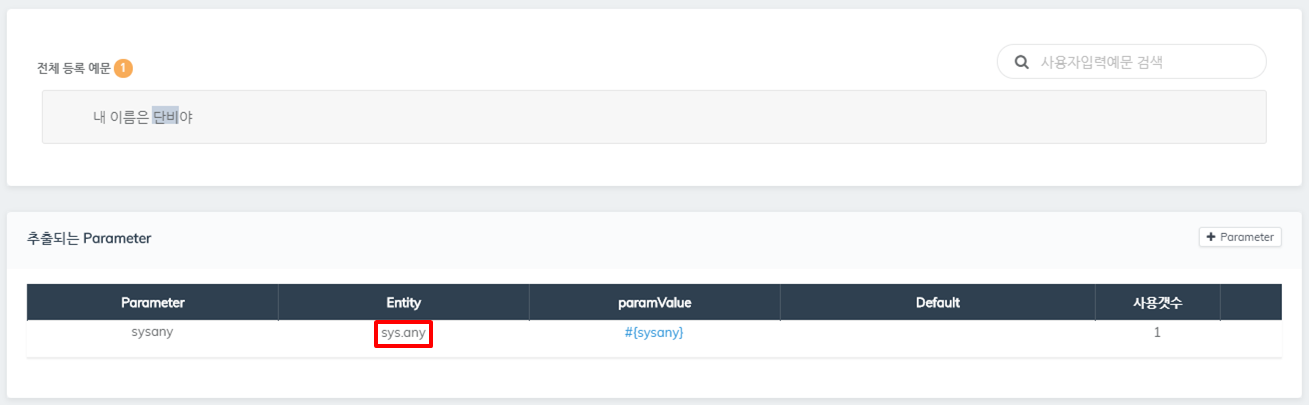 전체 등록 예문 1
사용자입력예문 검색
내 이름은 단비야
추출되는 Parameter
+ Parameter
Parameter Entity paramValue Default 사용갯수
sysany sys.any #{sysany} 1